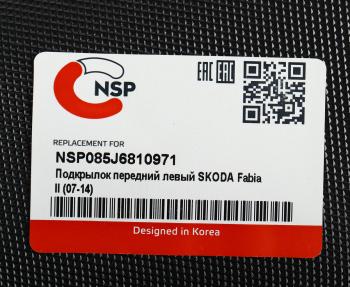 NSP
EAC EAC
REPLACEMENT FOR
NSP085J6810971
Подкрылок передний левый SKODA Fabia
II (07-14)
Designed in Korea